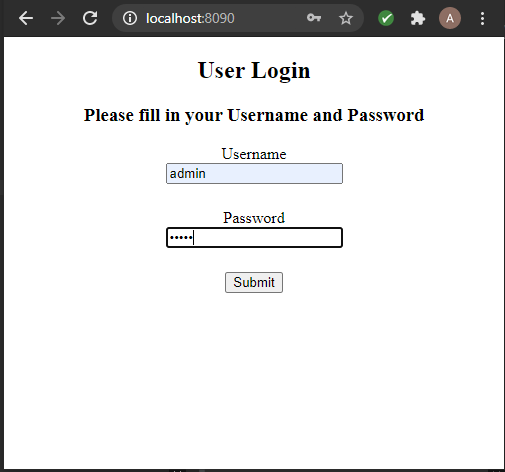 localhost:8090
A
User Login
Please fill in your Username and Password
Username
admin
Password
•••••
Submit